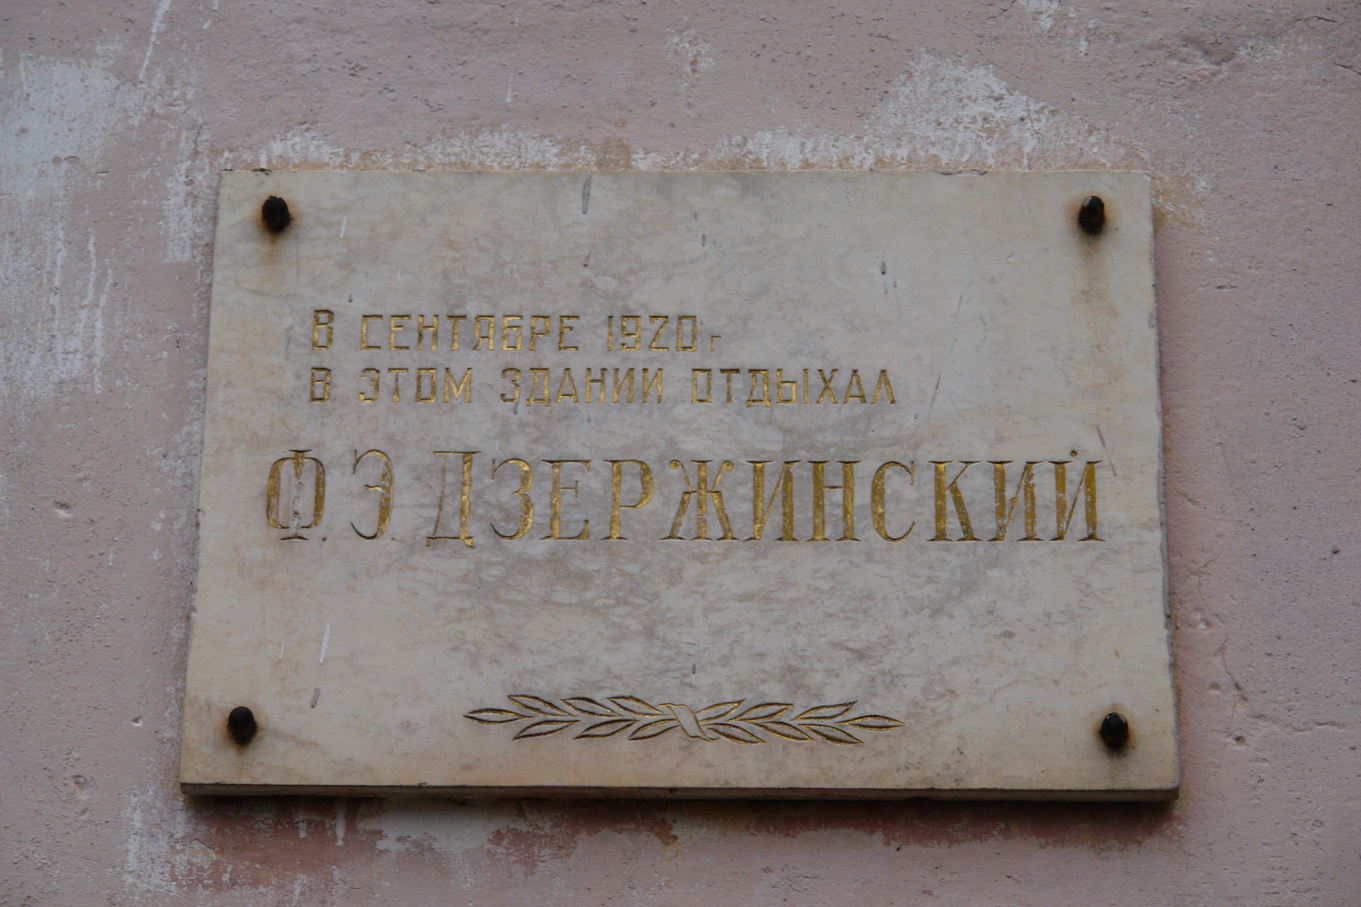 В СЕНТЯБРЕ 1920 г
В ЭТОМ ЗДАНИИ ОТДЫХАЛ
Ф.Э.ДЗЕРЖИНСКИЙ